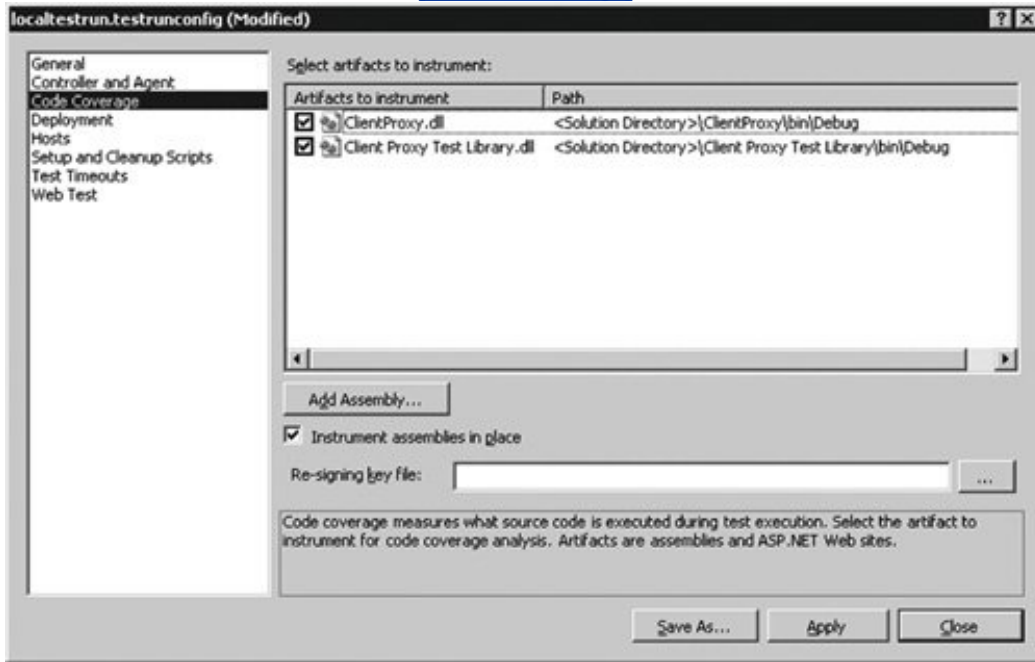 localtestrun.testrunconfig (Modified)
General
Controller and Agent
Code Coverage
Deployment
Hosts
Setup and Cleanup Scripts
Test Timeouts
Web Test
Select artifacts to instrument:
Artifacts to instrument Path
ClientProxy.dll <Solution Directory>\ClientProxy\bin\Debug
Client Proxy Test Library.dll <Solution Directory>\Client Proxy Test Library\bin\Debug
Add Assembly...
Instrument assemblies in place
Re-signing key file:
...
Code coverage measures what source code is executed during test execution. Select the artifact to
instrument for code coverage analysis. Artifacts are assemblies and ASP.NET Web sites.
Save As... Apply Close